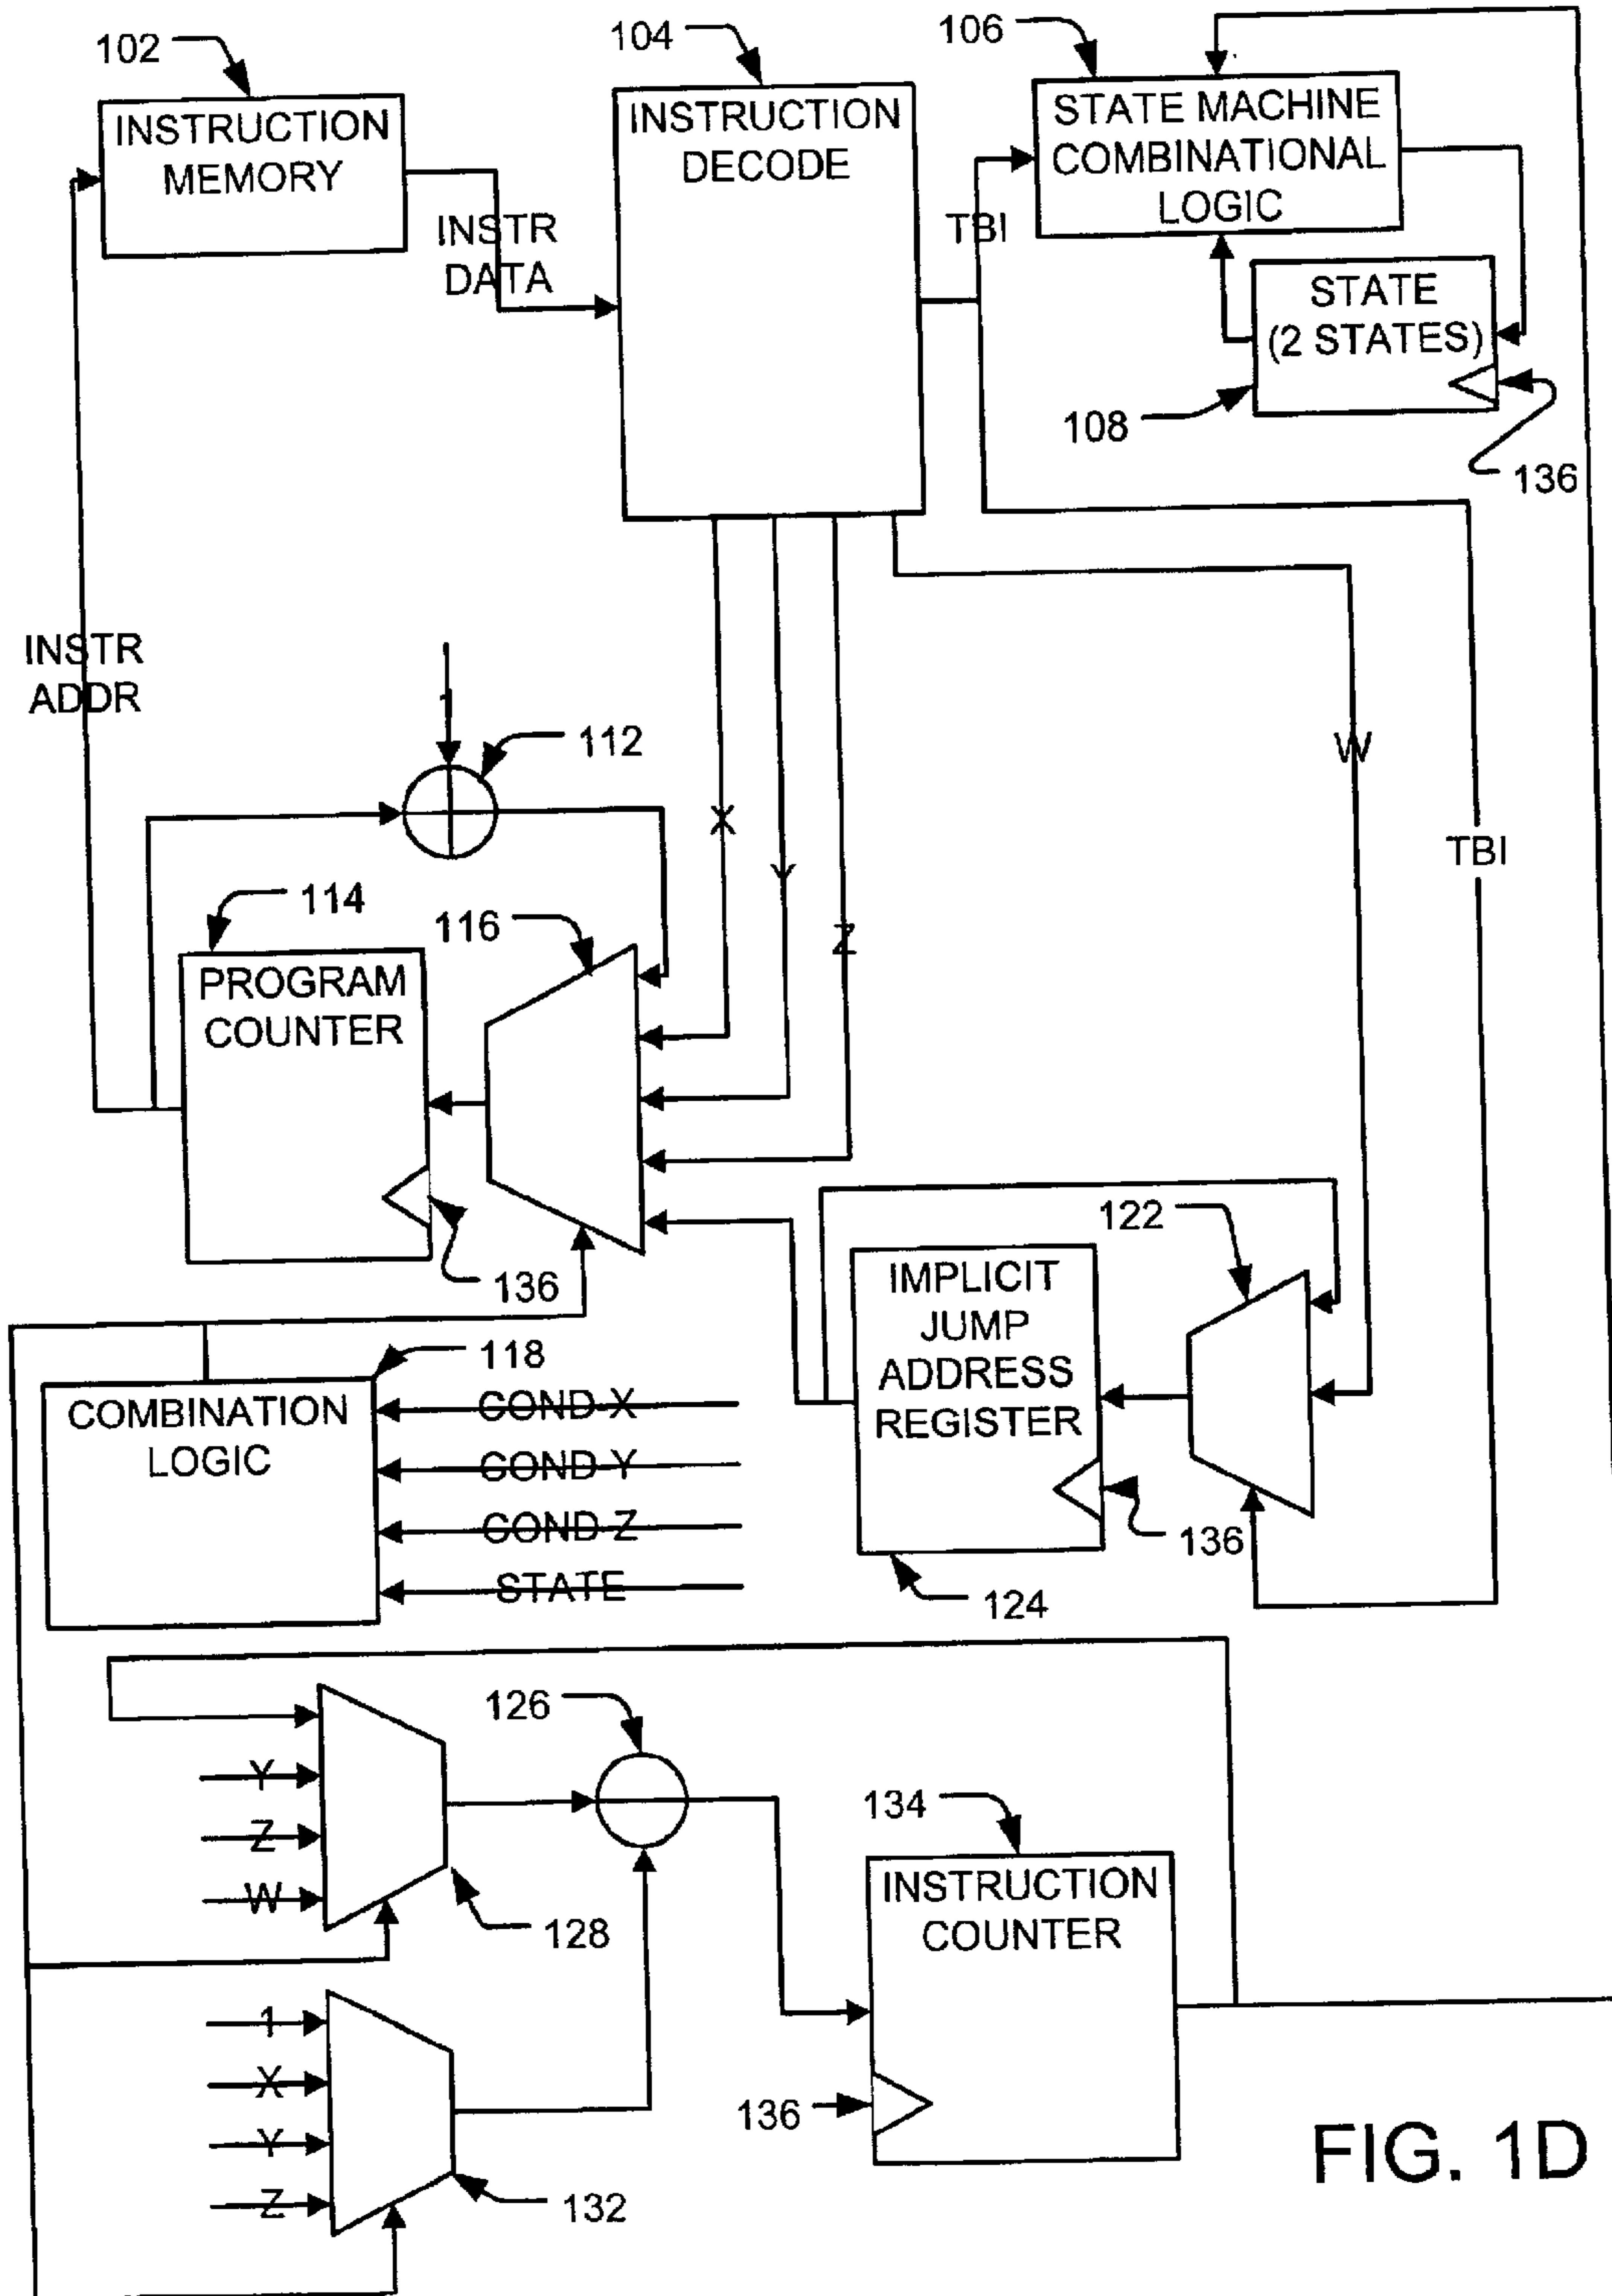 102
104
106
INSTRUCTION
MEMORY
INSTRUCTION
DECODE
STATE MACHINE
COMBINATIONAL
LOGIC
INSTR
DATA
TBI
STATE
(2 STATES)
108
136
INSTR
ADDR
1
112
X
Y
Z
W
TBI
114
116
PROGRAM
COUNTER
136
122
IMPLICIT
JUMP
ADDRESS
REGISTER
118
COMBINATION
LOGIC
COND X
COND Y
COND Z
STATE
136
124
126
Y
Z
W
128
134
INSTRUCTION
COUNTER
1
X
Y
Z
132
136
FIG. 1D